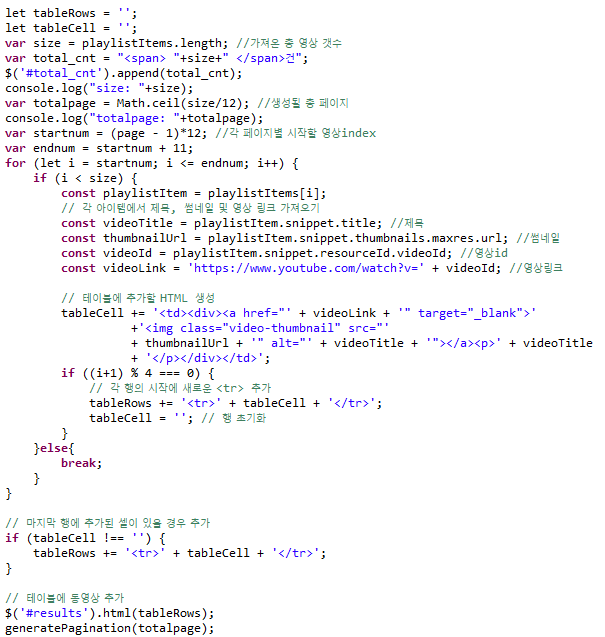 let tableRows = '';
let tableCell = '';
var size = playlistItems.length; //가져온 총 영상 갯수
var total_cnt = "<span> "+size+" </span>건";
$('#total_cnt').append(total_cnt);
console.log("size: "+size);
var totalpage = Math.ceil(size/12); //생성될 총 페이지
console.log("totalpage: "+totalpage);
var startnum = (page - 1)*12; //각 페이지별 시작할 영상index
var endnum = startnum + 11;
for (let i = startnum; i <= endnum; i++) {
    if (i < size) {
        const playlistItem = playlistItems[i];
        // 각 아이템에서 제목, 썸네일 및 영상 링크 가져오기
        const videoTitle = playlistItem.snippet.title; //제목
        const thumbnailUrl = playlistItem.snippet.thumbnails.maxres.url; //썸네일
        const videoId = playlistItem.snippet.resourceId.videoId; //영상id
        const videoLink = 'https://www.youtube.com/watch?v=' + videoId; //영상링크

        // 테이블에 추가할 HTML 생성
        tableCell += '<td><div><a href="' + videoLink + '" target="_blank">'
                  +'<img class="video-thumbnail" src="'
                  + thumbnailUrl + '" alt="' + videoTitle + '"></a><p>' + videoTitle
                  + '</p></div></td>';
        if ((i+1) % 4 === 0) {
            // 각 행의 시작에 새로운 <tr> 추가
            tableRows += '<tr>' + tableCell + '</tr>';
            tableCell = ''; // 행 초기화
        }
    }else{
        break;
    }
}

// 마지막 행에 추가된 셀이 있을 경우 추가
if (tableCell !== '') {
    tableRows += '<tr>' + tableCell + '</tr>';
}

// 테이블에 동영상 추가
$('#results').html(tableRows);
generatePagination(totalpage);